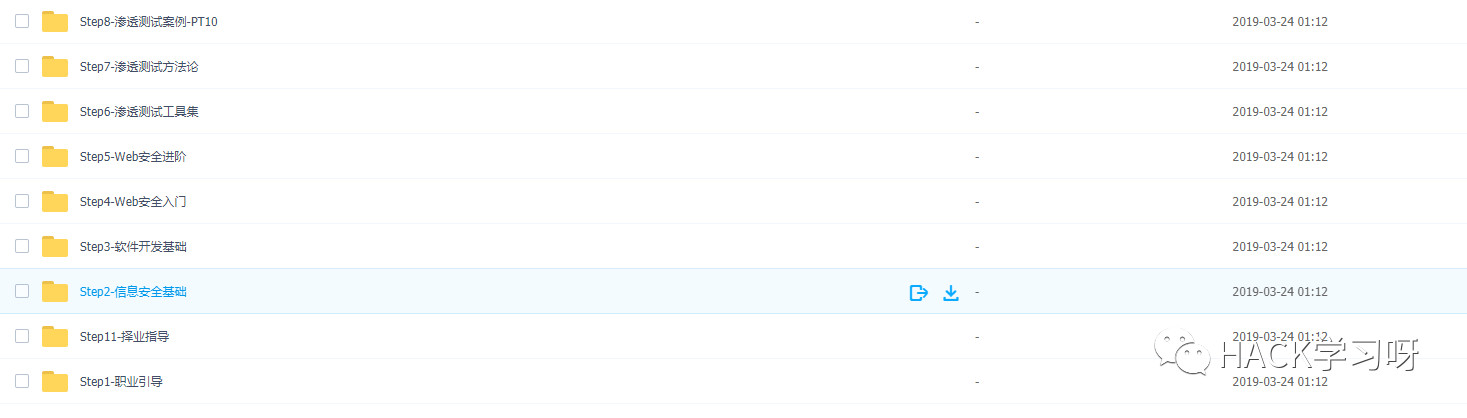 Step8-渗透测试案例-PT10 - 2019-03-24 01:12
Step7-渗透测试方法论 - 2019-03-24 01:12
Step6-渗透测试工具集 - 2019-03-24 01:12
Step5-Web安全进阶 - 2019-03-24 01:12
Step4-Web安全入门 - 2019-03-24 01:12
Step3-软件开发基础 - 2019-03-24 01:12
Step2-信息安全基础 - 2019-03-24 01:12
Step11-择业指导 - 2019-03-24 01:12
HACK学习呀
Step1-职业引导 - 2019-03-24 01:12